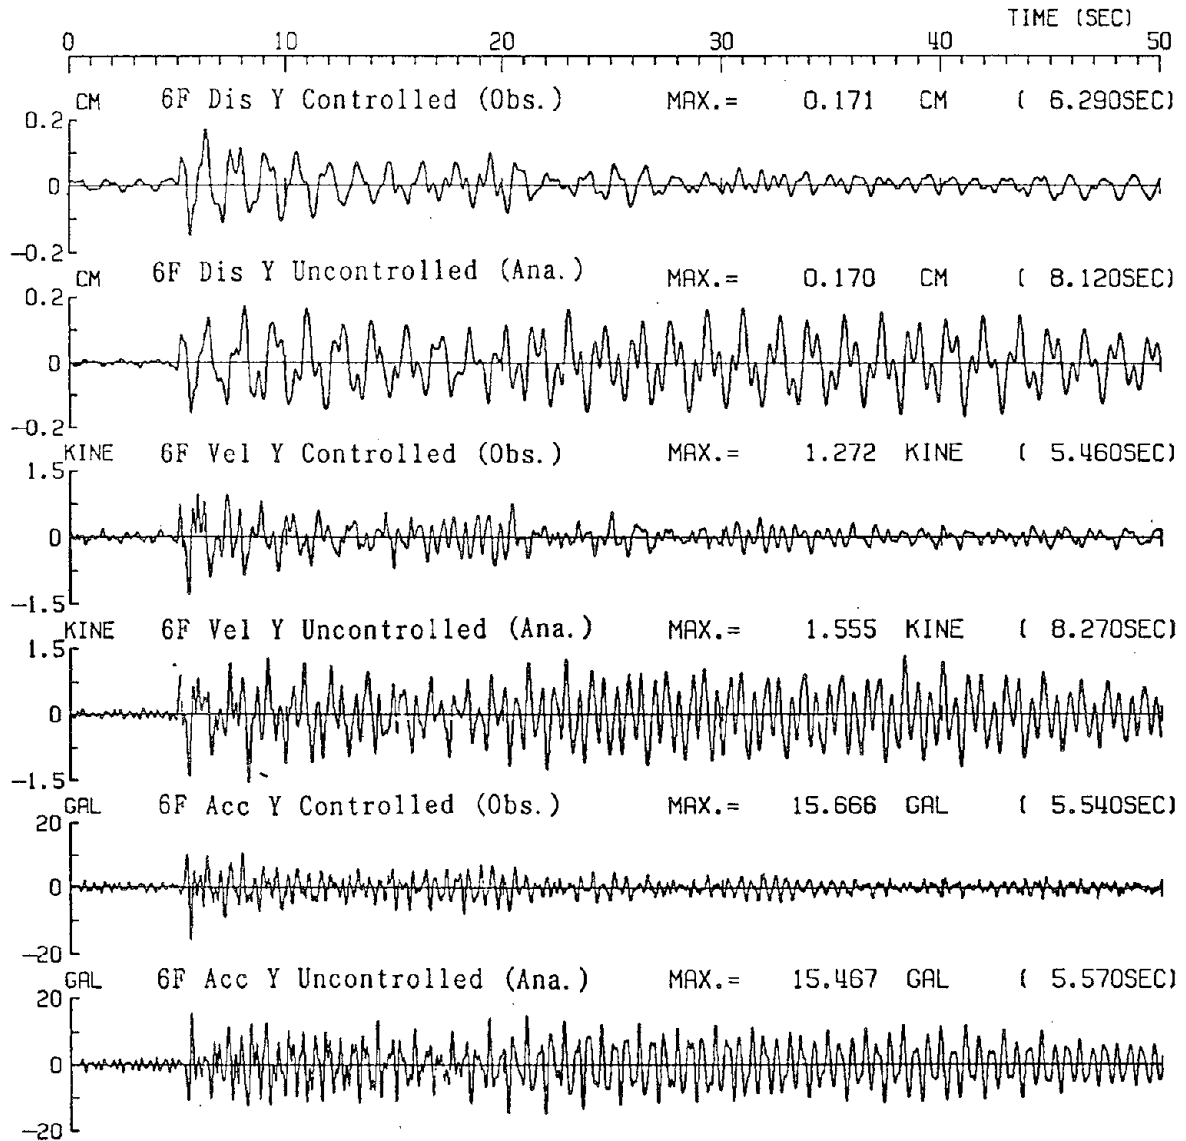 TIME (SEC)
0 10 20 30 40 50
CM 6F Dis Y Controlled (Obs.) MAX.= 0.171 CM ( 6.290SEC)
0.2
0
-0.2
CM 6F Dis Y Uncontrolled (Ana.) MAX.= 0.170 CM ( 8.120SEC)
0.2
0
-0.2
KINE 6F Vel Y Controlled (Obs.) MAX.= 1.272 KINE ( 5.460SEC)
1.5
0
-1.5
KINE 6F Vel Y Uncontrolled (Ana.) MAX.= 1.555 KINE ( 8.270SEC)
1.5
0
-1.5
GAL 6F Acc Y Controlled (Obs.) MAX.= 15.666 GAL ( 5.540SEC)
20
0
-20
GAL 6F Acc Y Uncontrolled (Ana.) MAX.= 15.467 GAL ( 5.570SEC)
20
0
-20